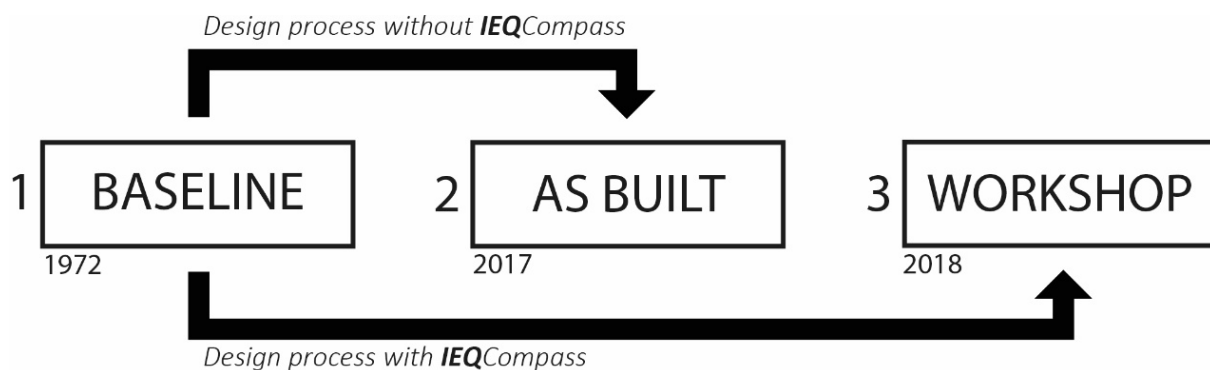 Design process without IEQCompass
1 BASELINE
1972
2 AS BUILT
2017
3 WORKSHOP
2018
Design process with IEQCompass